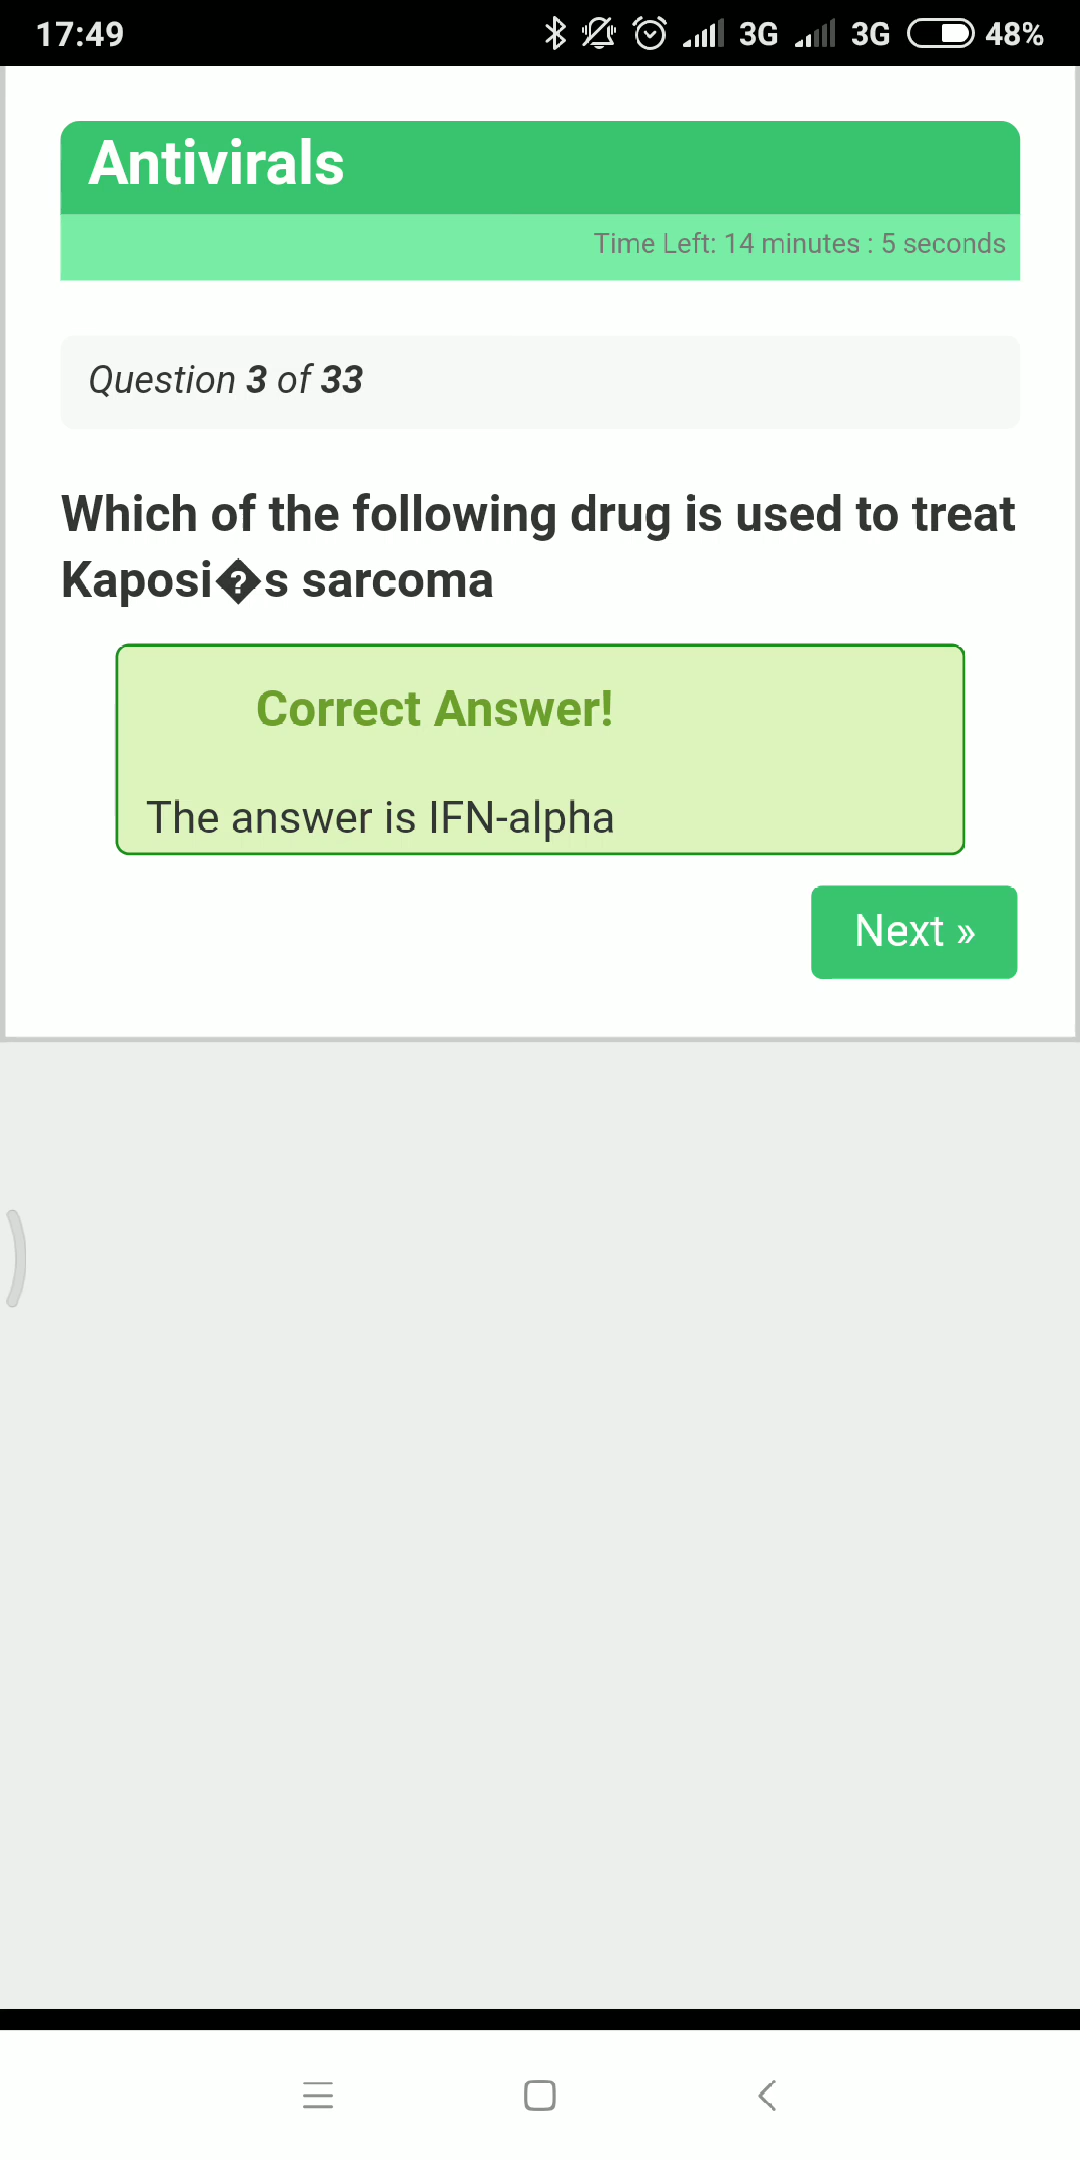 17:49 3G 3G 48%
Antivirals
Time Left: 14 minutes : 5 seconds
Question 3 of 33
Which of the following drug is used to treat
Kaposi�s sarcoma
Correct Answer!
The answer is IFN-alpha
Next »